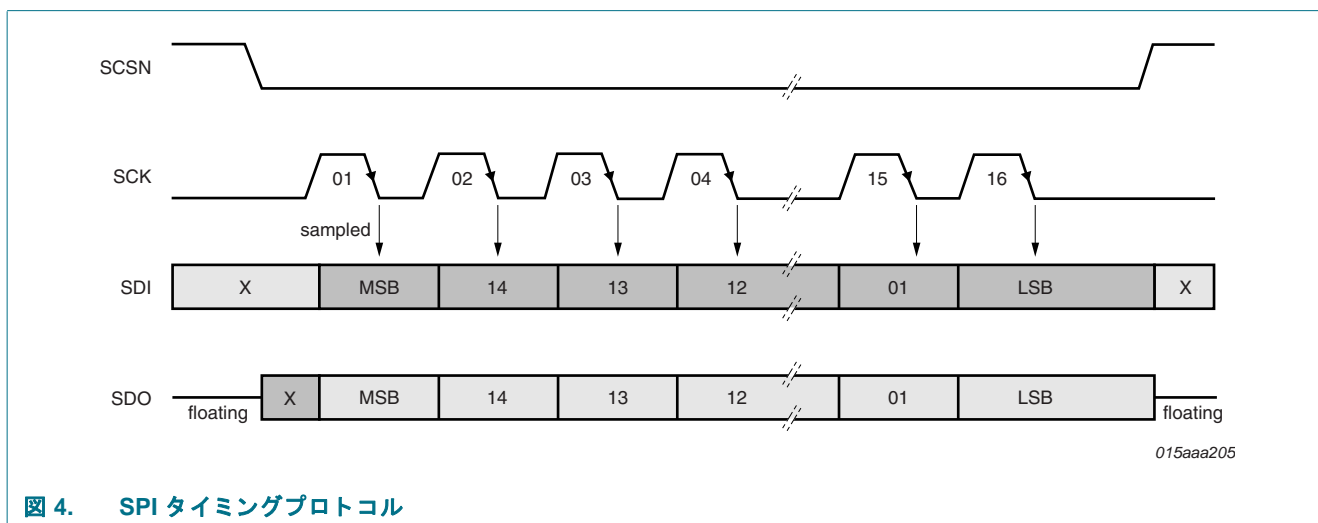 SCSN
SCK 01 02 03 04 15 16
sampled
SDI X MSB 14 13 12 01 LSB X
SDO X MSB 14 13 12 01 LSB
floating floating
015aaa205
図 4. SPI タイミングプロトコル